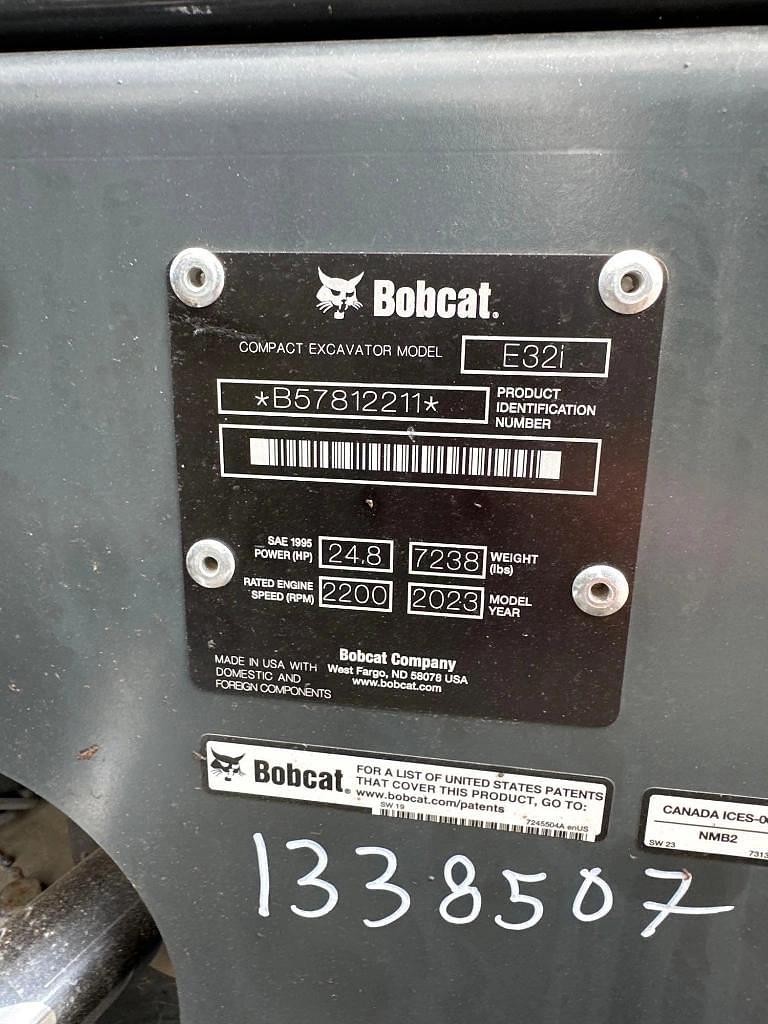 Bobcat.
COMPACT EXCAVATOR MODEL E32i
*B57812211* PRODUCT
IDENTIFICATION
NUMBER
SAE 1995
POWER (HP) 24.8 7238 WEIGHT
(lbs)
RATED ENGINE
SPEED (RPM) 2200 2023 MODEL
YEAR
MADE IN USA WITH
DOMESTIC AND
FOREIGN COMPONENTS
Bobcat Company
West Fargo, ND 58078 USA
www.bobcat.com
Bobcat.
FOR A LIST OF UNITED STATES PATENTS
THAT COVER THIS PRODUCT, GO TO:
www.bobcat.com/patents
SW 19
7245504A enUS
CANADA ICES-0
NMB2
SW 23
7313
1338507